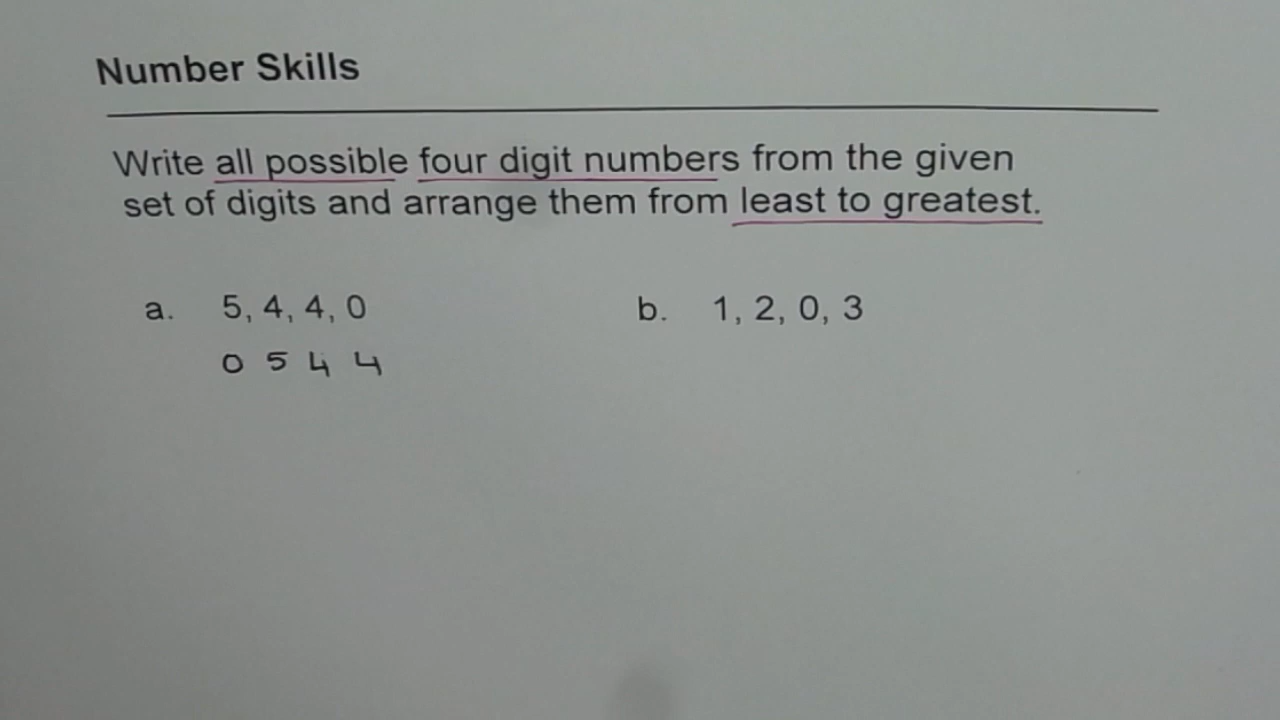 Number Skills
Write all possible four digit numbers from the given
set of digits and arrange them from least to greatest.
a. 5, 4, 4, 0
b. 1, 2, 0, 3
0 5 4 4